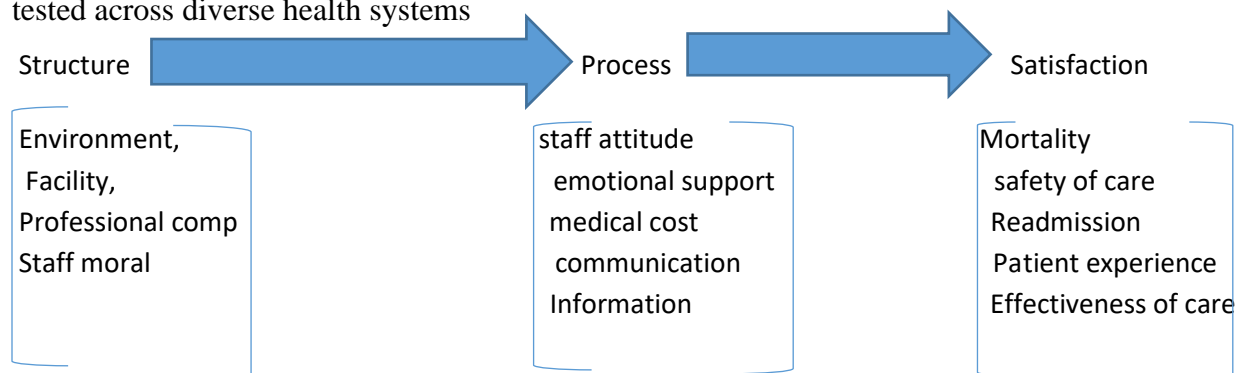 tested across diverse health systems
Structure Process Satisfaction
Environment, staff attitude Mortality
Facility, emotional support safety of care
Professional comp medical cost Readmission
Staff moral communication Patient experience
Information Effectiveness of care